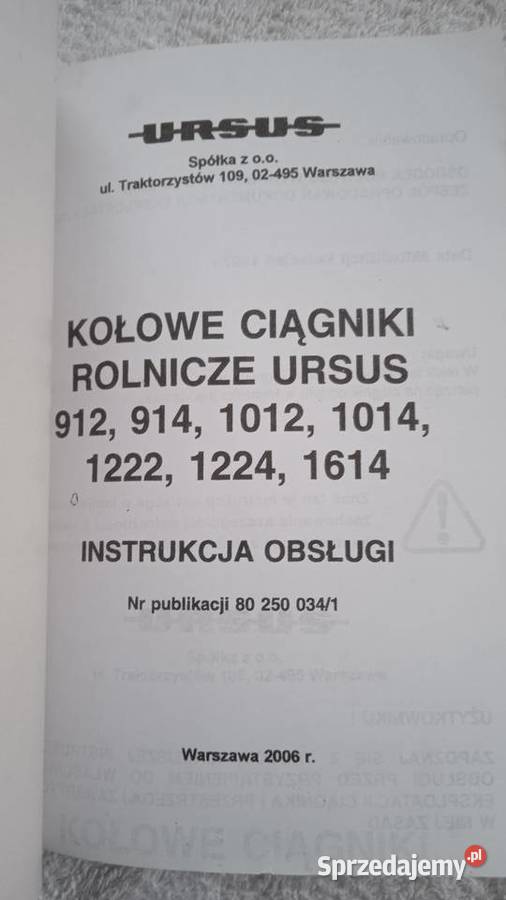 URSUS
Spółka z o.o.
ul. Traktorzystów 109, 02-495 Warszawa
KOŁOWE CIĄGNIKI
ROLNICZE URSUS
912, 914, 1012, 1014,
1222, 1224, 1614
INSTRUKCJA OBSŁUGI
Nr publikacji 80 250 034/1
Warszawa 2006 r.
Sprzedajemy.pl